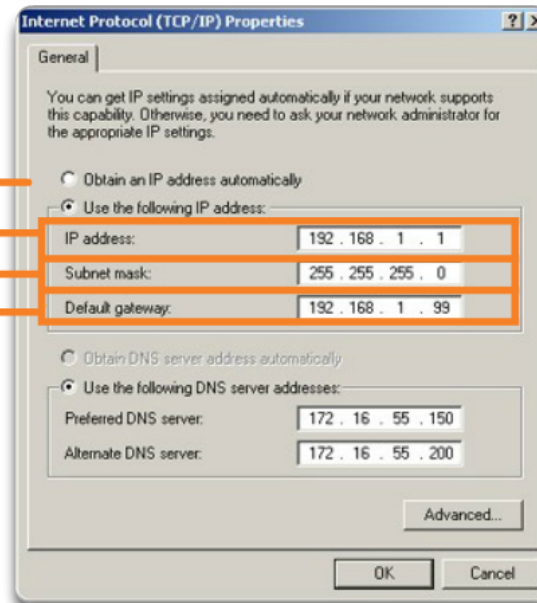 Internet Protocol (TCP/IP) Properties
General
You can get IP settings assigned automatically if your network supports
this capability. Otherwise, you need to ask your network administrator for
the appropriate IP settings.
Obtain an IP address automatically
Use the following IP address:
IP address: 192 . 168 . 1 . 1
Subnet mask: 255 . 255 . 255 . 0
Default gateway: 192 . 168 . 1 . 99
Obtain DNS server address automatically
Use the following DNS server addresses:
Preferred DNS server: 172 . 16 . 55 . 150
Alternate DNS server: 172 . 16 . 55 . 200
Advanced...
OK Cancel